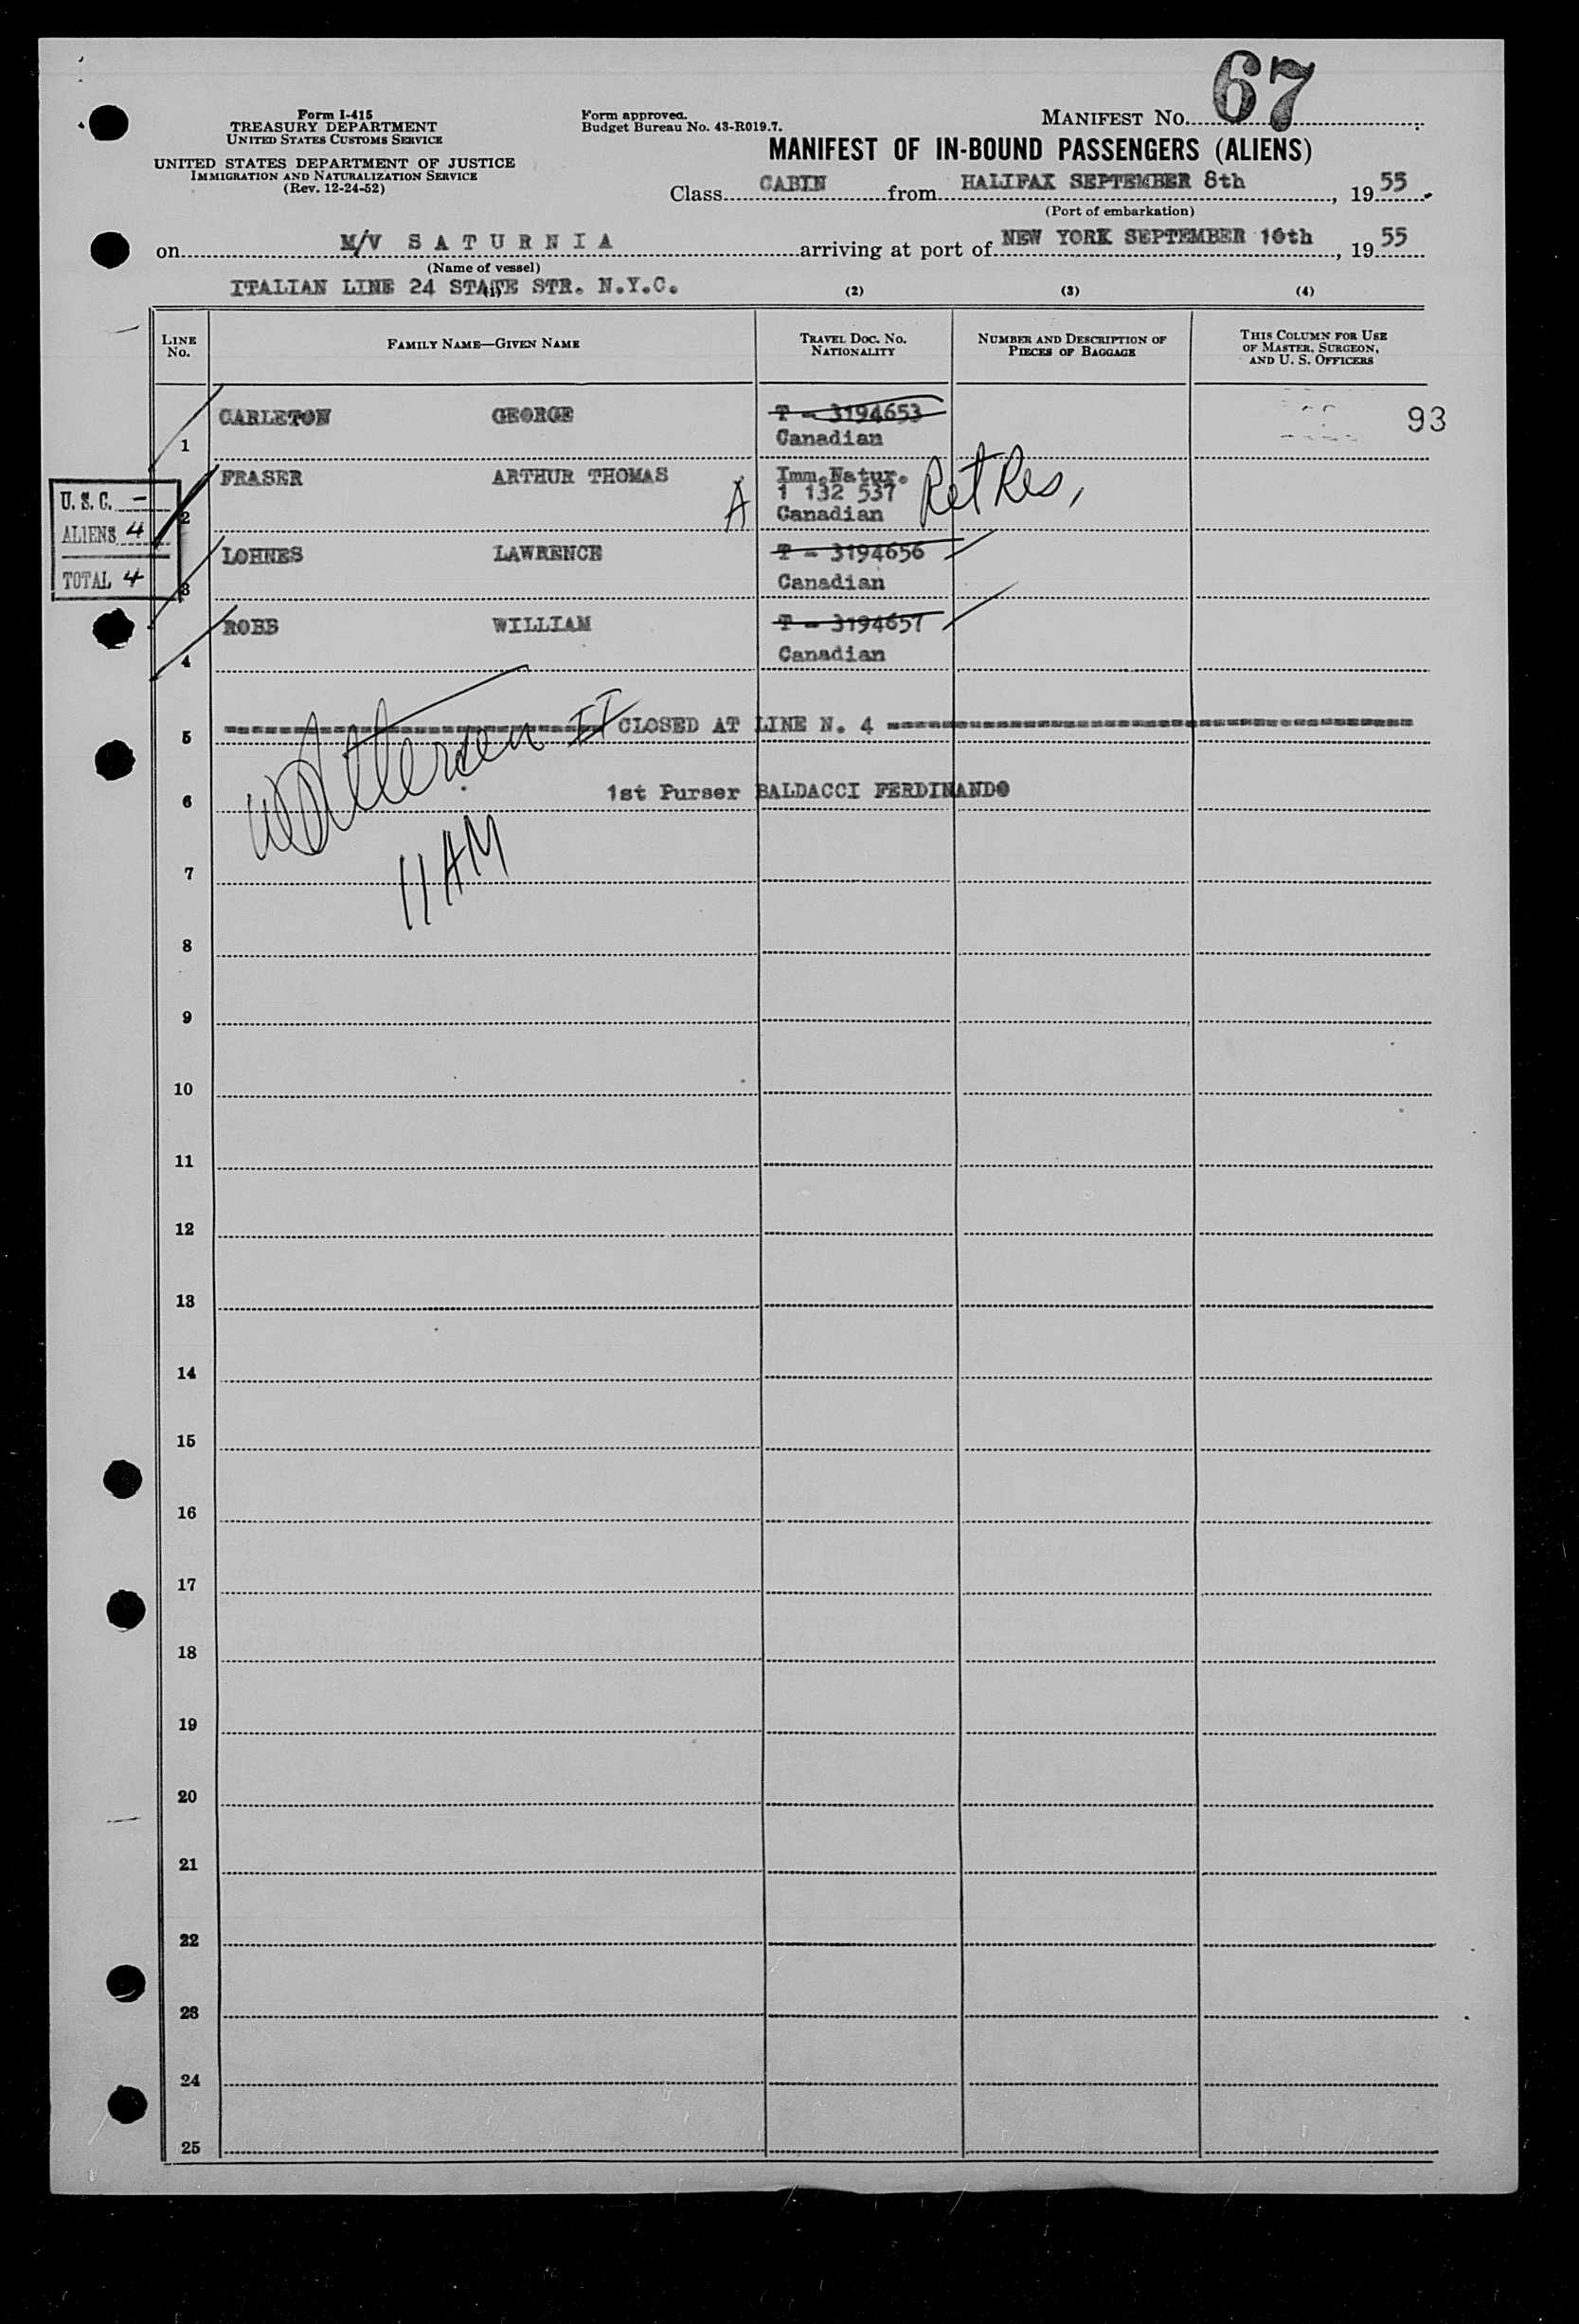 Form I-415
TREASURY DEPARTMENT
UNITED STATES CUSTOMS SERVICE
UNITED STATES DEPARTMENT OF JUSTICE
IMMIGRATION AND NATURALIZATION SERVICE
(Rev. 12-24-52)
Form approved.
Budget Bureau No. 43-R019.7.
MANIFEST NO. 67
MANIFEST OF IN-BOUND PASSENGERS (ALIENS)
Class CABIN from HALIFAX SEPTEMBER 8th, 1955
(Port of embarkation)
on M/V SATURNIA arriving at port of NEW YORK SEPTEMBER 10th, 1955
(Name of vessel)
ITALIAN LINE 24 STATE STR. N.Y.C.
(2) (3) (4)
LINE No.
FAMILY NAME—GIVEN NAME
TRAVEL DOC. NO. NATIONALITY
NUMBER AND DESCRIPTION OF PIECES OF BAGGAGE
THIS COLUMN FOR USE OF MASTER, SURGEON, AND U. S. OFFICERS
1 CARLETON GEORGE T - 3194653 93
Canadian
2 FRASER ARTHUR THOMAS A Imm.Natur. Ret Res,
1 132 537
Canadian
U. S. C. -
ALIENS 4
TOTAL 4
3 LOHNES LAWRENCE T - 3194656
Canadian
4 ROBB WILLIAM T - 3194657
Canadian
5 CLOSED AT LINE N. 4
II
6 1st Purser BALDACCI FERDINANDO
11 AM
7
8
9
10
11
12
13
14
15
16
17
18
19
20
21
22
23
24
25